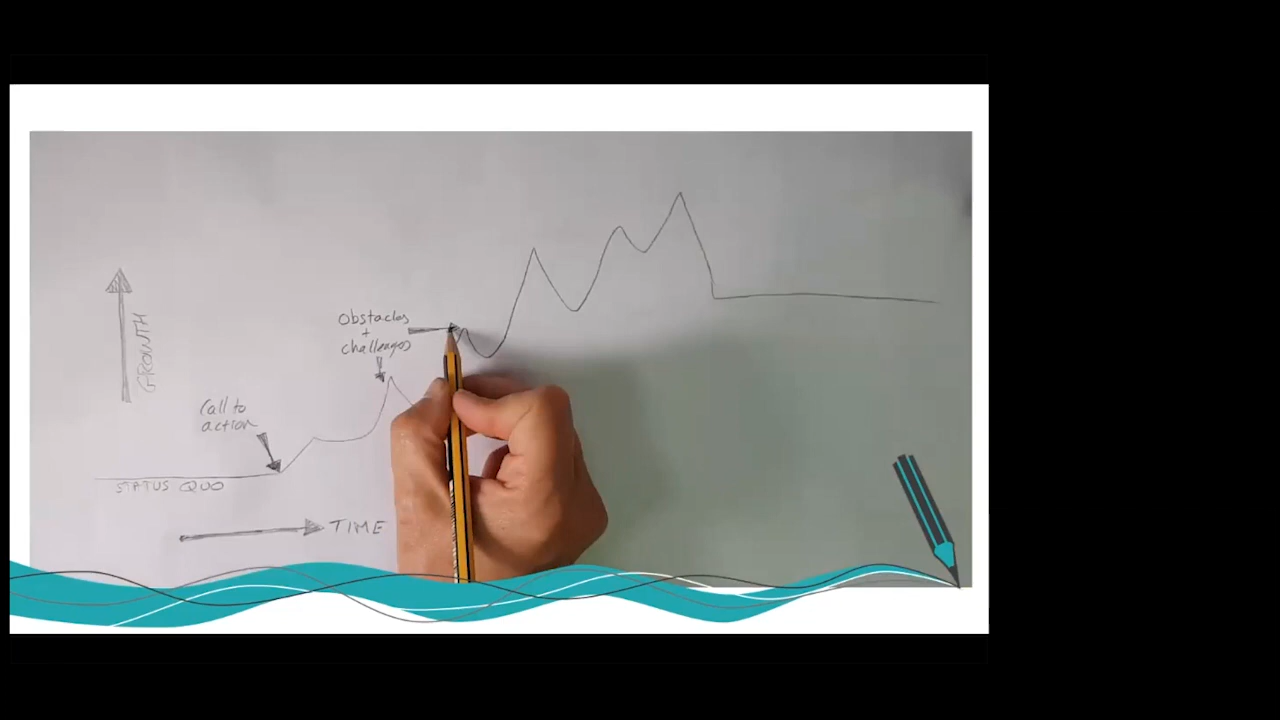 Obstacles
+
challenges
GROWTH
Call to
action
STATUS QUO
TIME